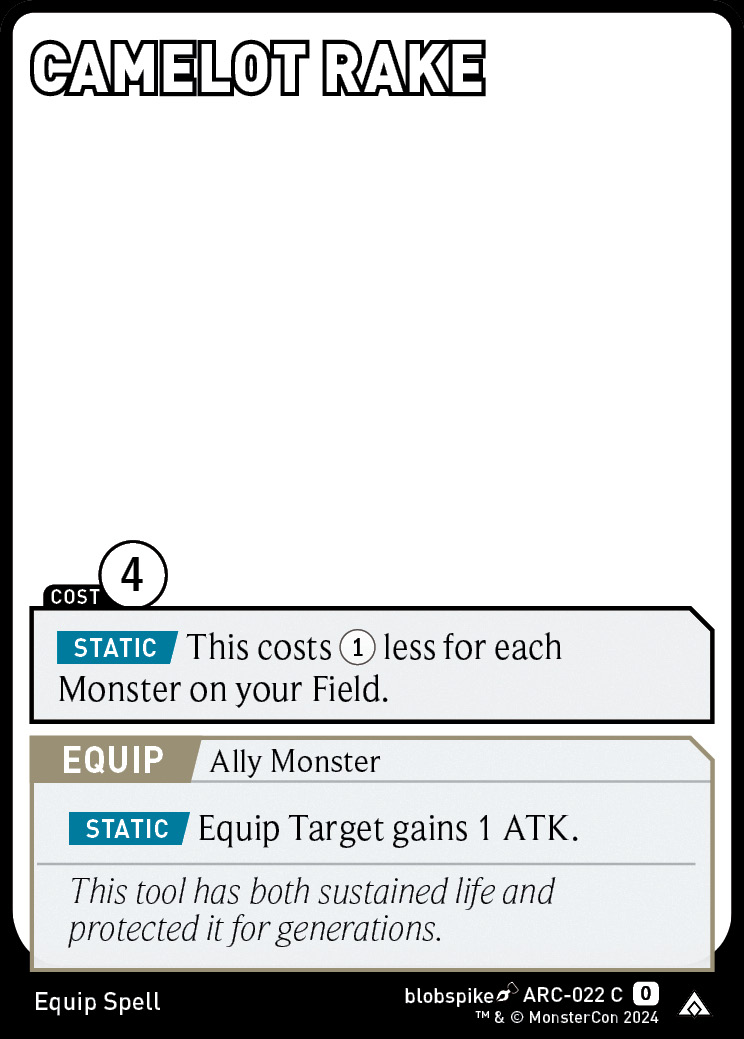 CAMELOT RAKE
4
COST
STATIC This costs 1 less for each
Monster on your Field.
EQUIP Ally Monster
STATIC Equip Target gains 1 ATK.
This tool has both sustained life and
protected it for generations.
Equip Spell
blobspike ARC-022 C 0
™ & © MonsterCon 2024